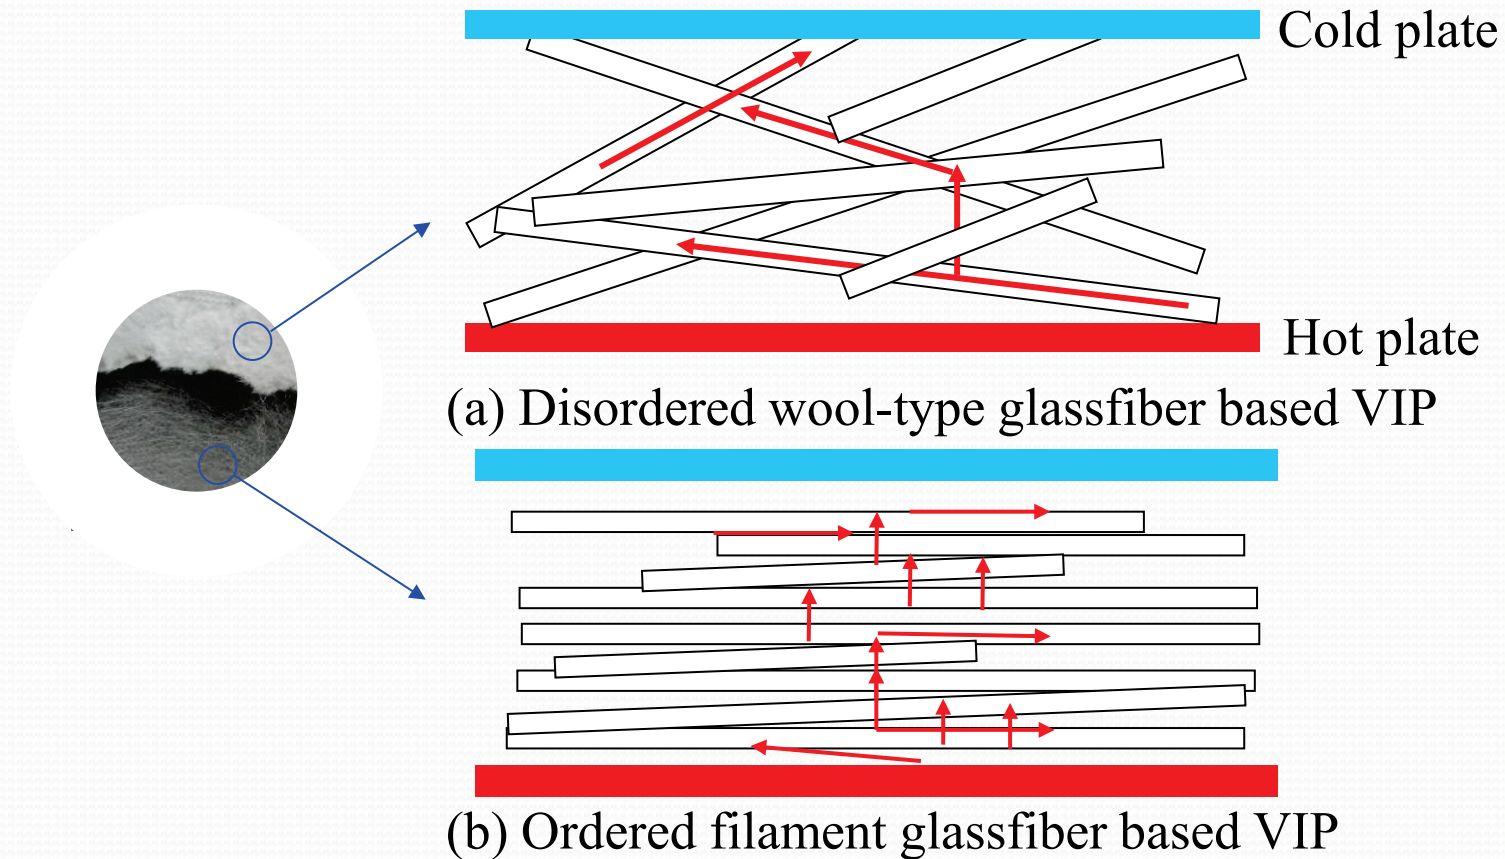 Cold plate
Hot plate
(a) Disordered wool-type glassfiber based VIP
(b) Ordered filament glassfiber based VIP